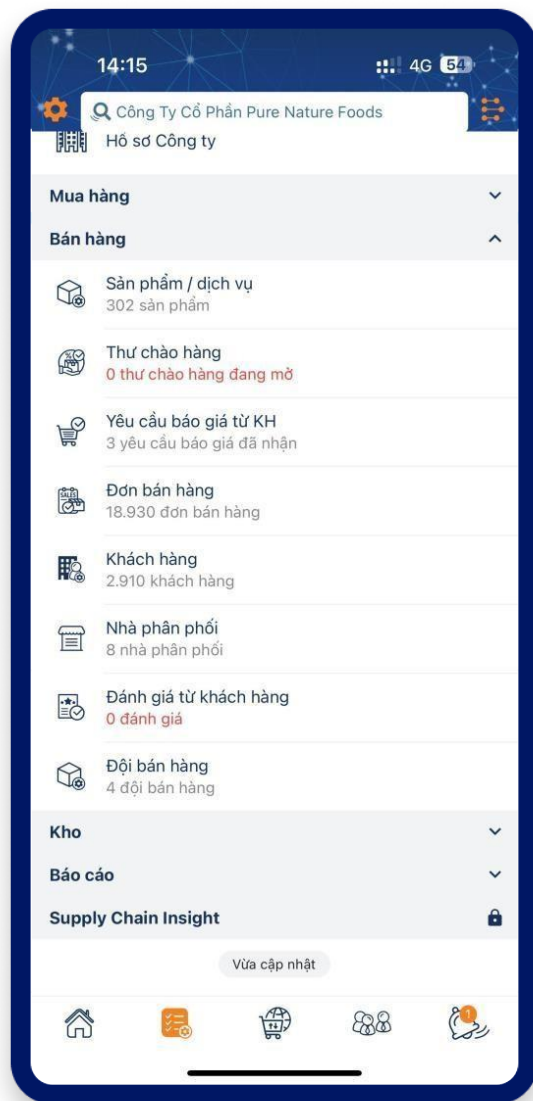 14:15
4G 54
Công Ty Cổ Phần Pure Nature Foods
Hồ sơ Công ty
Mua hàng
Bán hàng
Sản phẩm / dịch vụ
302 sản phẩm
Thư chào hàng
0 thư chào hàng đang mở
Yêu cầu báo giá từ KH
3 yêu cầu báo giá đã nhận
SALES
Đơn bán hàng
18.930 đơn bán hàng
Khách hàng
2.910 khách hàng
Nhà phân phối
8 nhà phân phối
Đánh giá từ khách hàng
0 đánh giá
Đội bán hàng
4 đội bán hàng
Kho
Báo cáo
Supply Chain Insight
Vừa cập nhật
1